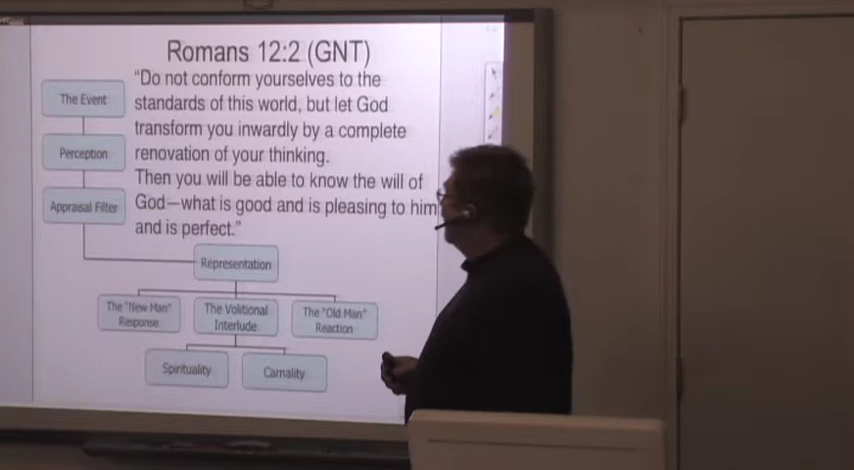 Romans 12:2 (GNT)
"Do not conform yourselves to the
standards of this world, but let God
transform you inwardly by a complete
renovation of your thinking.
Then you will be able to know the will of
God—what is good and is pleasing to him
and is perfect."
The Event
Perception
Appraisal Filter
Representation
The "New Man"
Response
The Volitional
Interlude
The "Old Man"
Reaction
Spirituality
Carnality